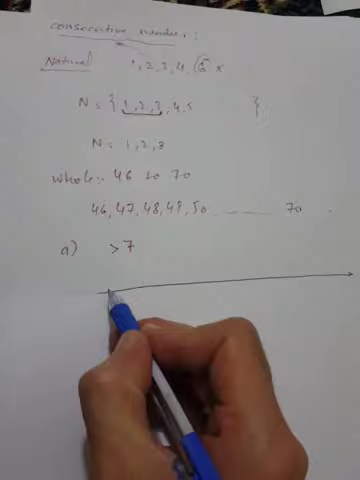 consecutive number:
Natural 1, 2, 3, 4, 6 x
N = { 1, 2, 3, 4, 5 }
N = 1, 2, 3
whole:- 46 to 70
46, 47, 48, 49, 50 ........ 70 .
a) > 7